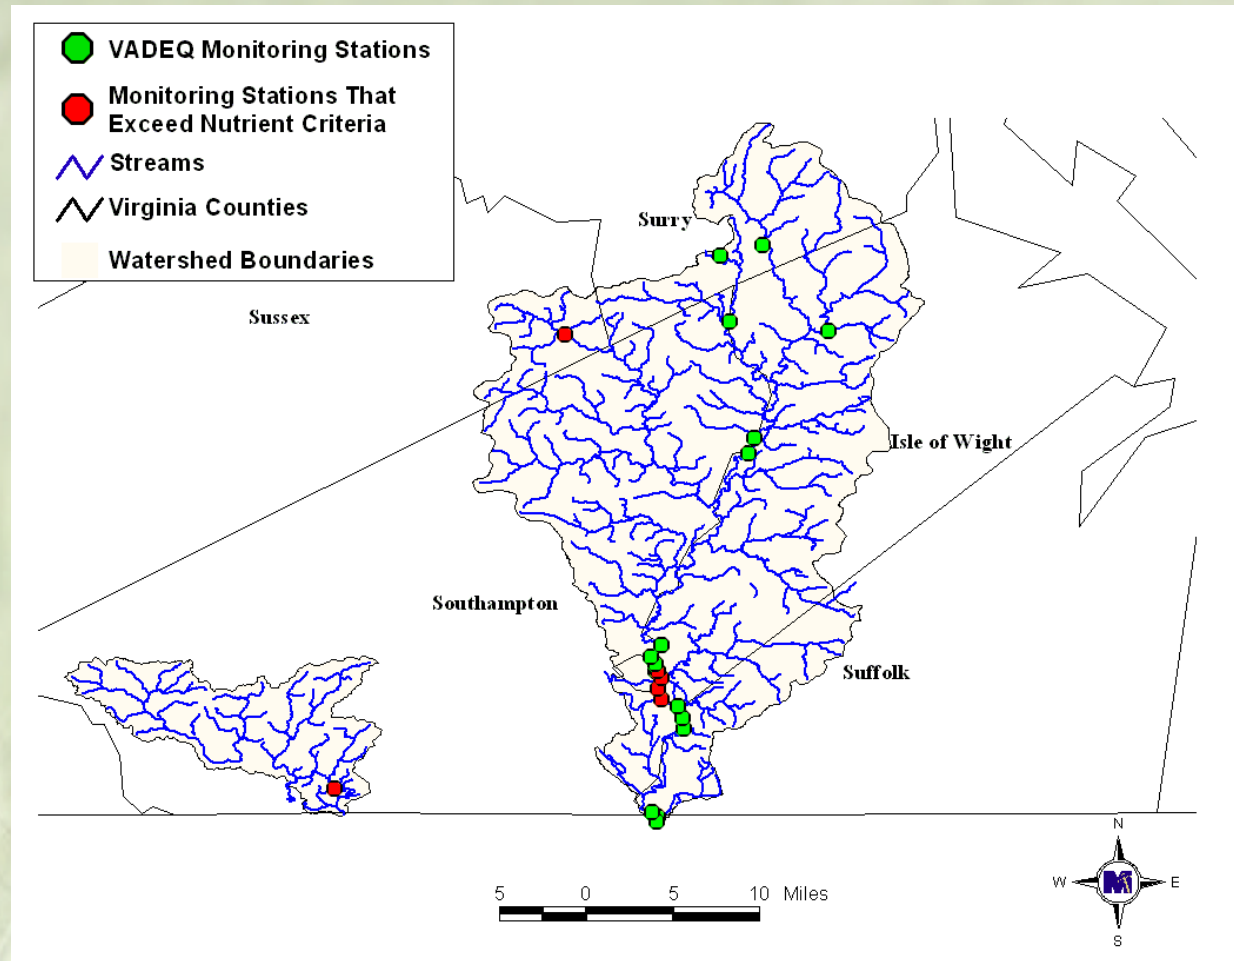 VADEQ Monitoring Stations
Monitoring Stations That
Exceed Nutrient Criteria
Streams
Virginia Counties
Watershed Boundaries
Surry
Sussex
Isle of Wight
Southampton
Suffolk
N
W
E
S
5 0 5 10 Miles